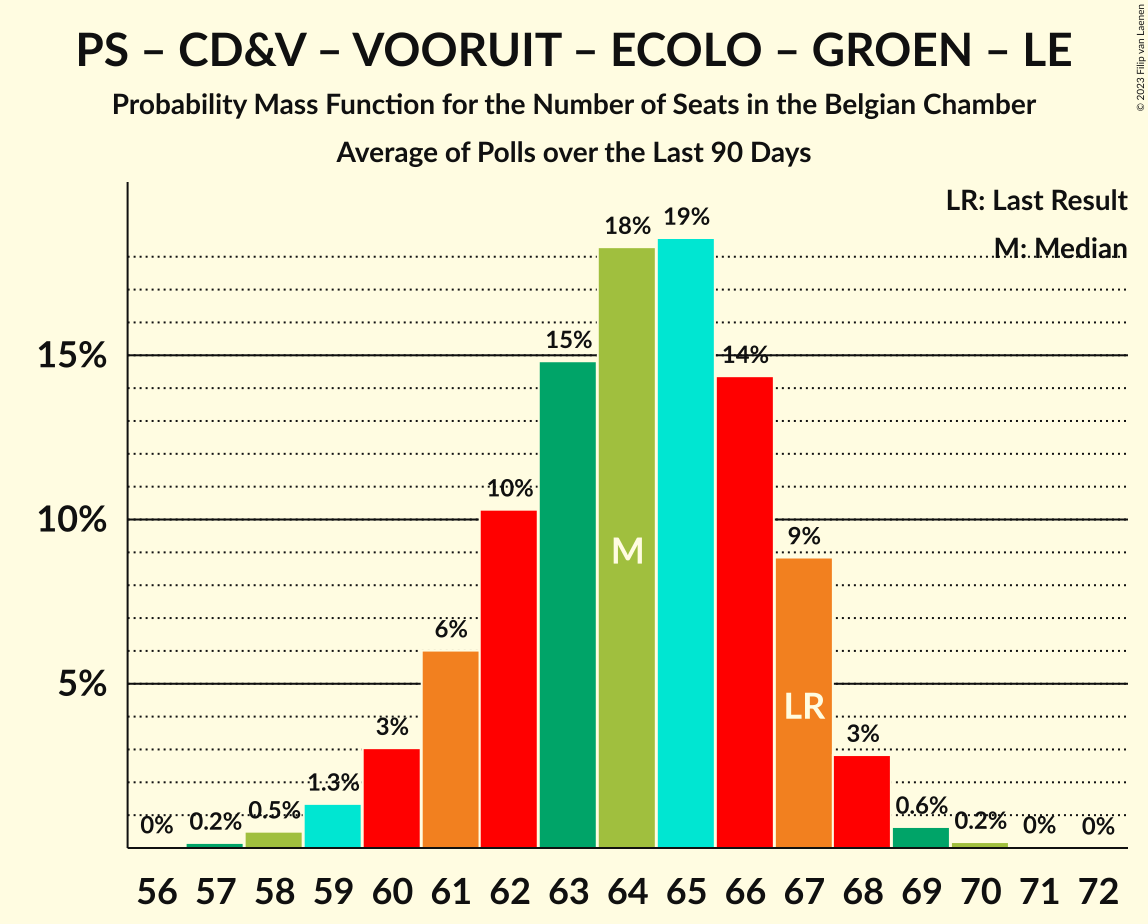 PS – CD&V – VOORUIT – ECOLO – GROEN – LE
Probability Mass Function for the Number of Seats in the Belgian Chamber
Average of Polls over the Last 90 Days
© 2023 Filip van Laenen
LR: Last Result
M: Median
15%
10%
5%
0%
0.2%
0.5%
1.3%
3%
6%
10%
15%
18%
19%
14%
9%
3%
0.6%
0.2%
0%
0%
M
LR
56 57 58 59 60 61 62 63 64 65 66 67 68 69 70 71 72